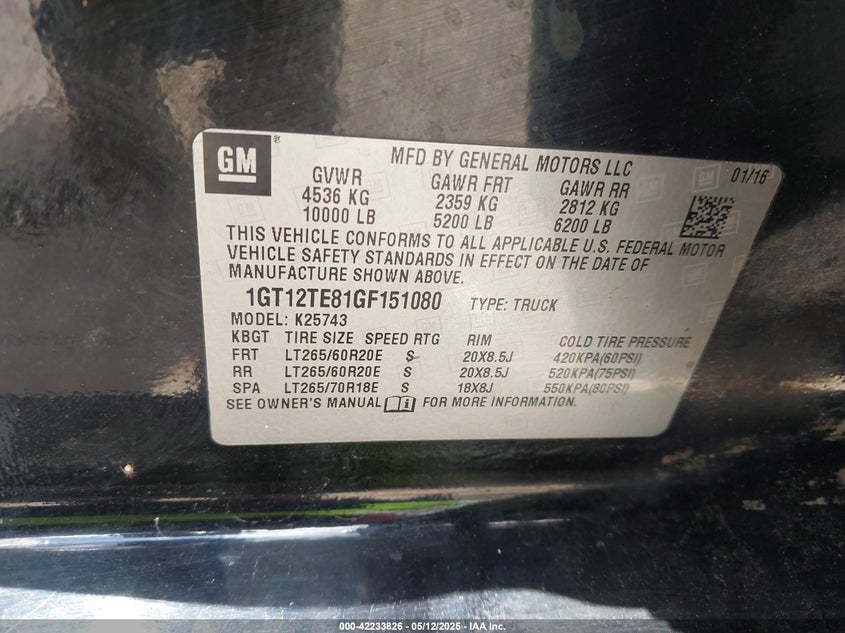 GM
MFD BY GENERAL MOTORS LLC 01/16
GVWR GAWR FRT GAWR RR
4536 KG 2359 KG 2812 KG
10000 LB 5200 LB 6200 LB
THIS VEHICLE CONFORMS TO ALL APPLICABLE U.S. FEDERAL MOTOR
VEHICLE SAFETY STANDARDS IN EFFECT ON THE DATE OF
MANUFACTURE SHOWN ABOVE.
1GT12TE81GF151080 TYPE: TRUCK
MODEL: K25743
KBGT TIRE SIZE SPEED RTG RIM COLD TIRE PRESSURE
FRT LT265/60R20E S 20X8.5J 420KPA(60PSI)
RR LT265/60R20E S 20X8.5J 520KPA(75PSI)
SPA LT265/70R18E S 18X8J 550KPA(80PSI)
SEE OWNER'S MANUAL FOR MORE INFORMATION.
000-42233826 - 05/12/2025 - IAA Inc.